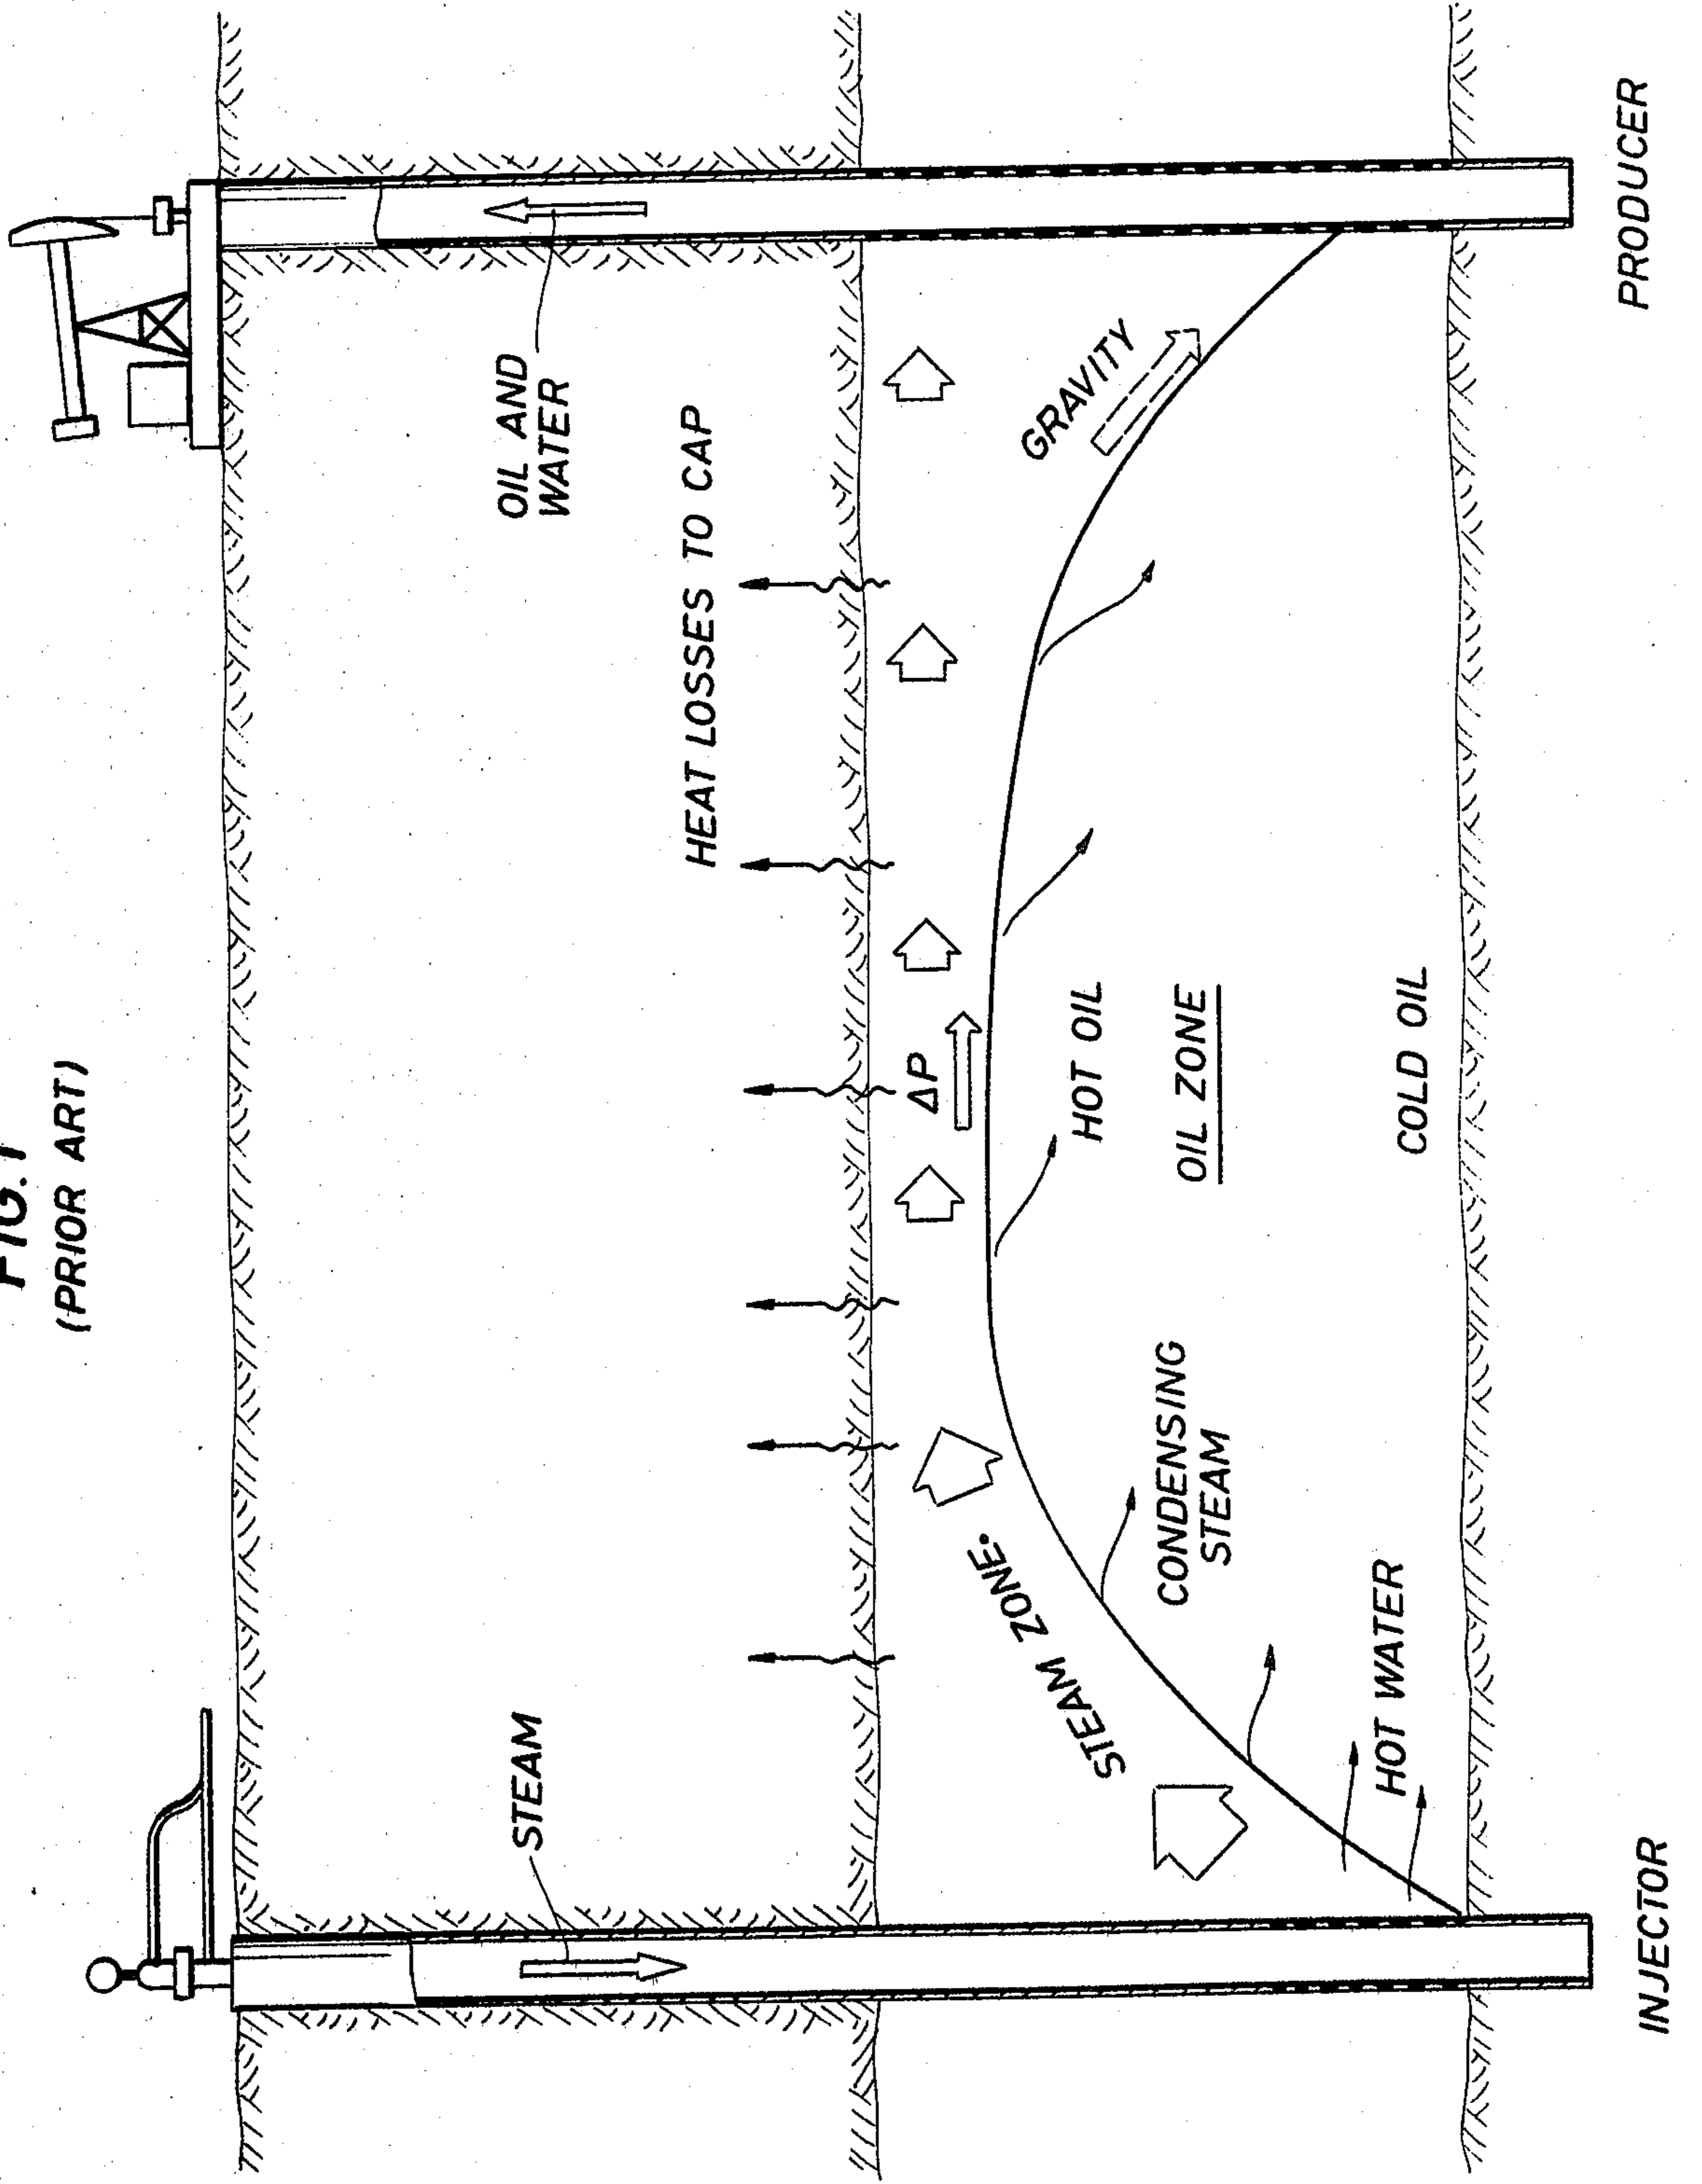 FIG. 1
(PRIOR ART)
STEAM
OIL AND
WATER
HEAT LOSSES TO CAP
ΔP
GRAVITY
STEAM ZONE:
HOT OIL
CONDENSING
STEAM
OIL ZONE
HOT WATER
COLD OIL
INJECTOR
PRODUCER